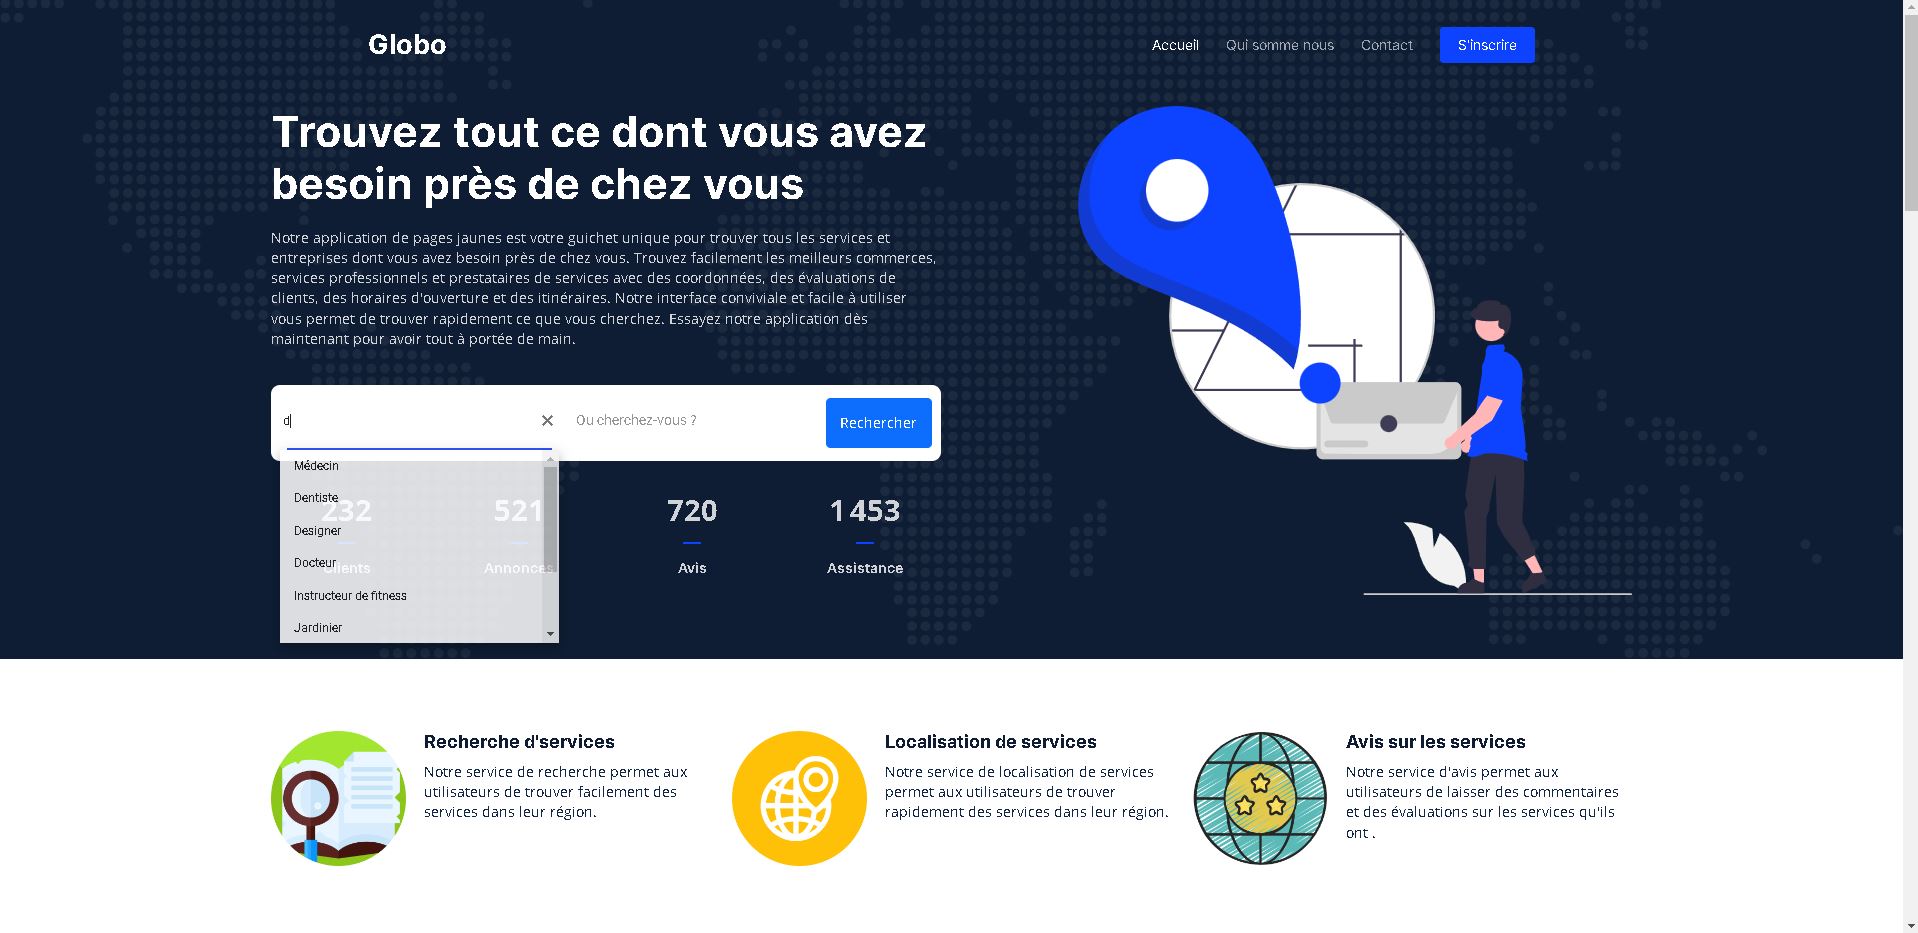 Globo
Accueil
Qui somme nous
Contact
S'inscrire
Trouvez tout ce dont vous avez
besoin près de chez vous
Notre application de pages jaunes est votre guichet unique pour trouver tous les services et
entreprises dont vous avez besoin près de chez vous. Trouvez facilement les meilleurs commerces,
services professionnels et prestataires de services avec des coordonnées, des évaluations de
clients, des horaires d'ouverture et des itinéraires. Notre interface conviviale et facile à utiliser
vous permet de trouver rapidement ce que vous cherchez. Essayez notre application dès
maintenant pour avoir tout à portée de main.
d
Ou cherchez-vous ?
Rechercher
Médecin
Dentiste
Designer
Docteur
Instructeur de fitness
Jardinier
232
521
720
1 453
Clients
Annonces
Avis
Assistance
Recherche d'services
Notre service de recherche permet aux
utilisateurs de trouver facilement des
services dans leur région.
Localisation de services
Notre service de localisation de services
permet aux utilisateurs de trouver
rapidement des services dans leur région.
Avis sur les services
Notre service d'avis permet aux
utilisateurs de laisser des commentaires
et des évaluations sur les services qu'ils
ont .